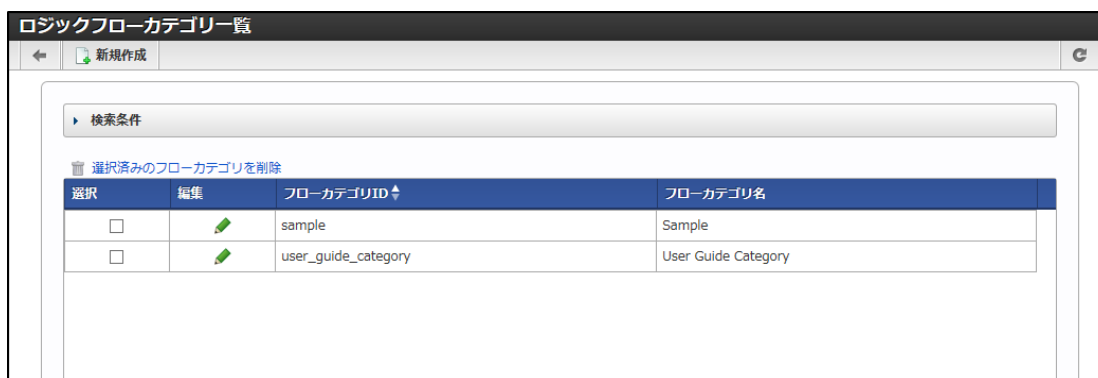 ロジックフローカテゴリ一覧
新規作成
検索条件
選択済みのフローカテゴリを削除
選択 編集 フローカテゴリID フローカテゴリ名
sample Sample
user_guide_category User Guide Category